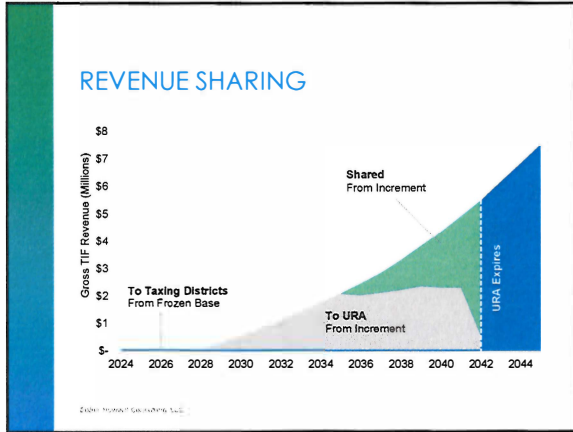 REVENUE SHARING
Gross TIF Revenue (Millions)
$8
$7
$6
$5
$4
$3
$2
$1
$-
Shared
From Increment
To Taxing Districts
From Frozen Base
To URA
From Increment
URA Expires
2024 2026 2028 2030 2032 2034 2036 2038 2040 2042 2044